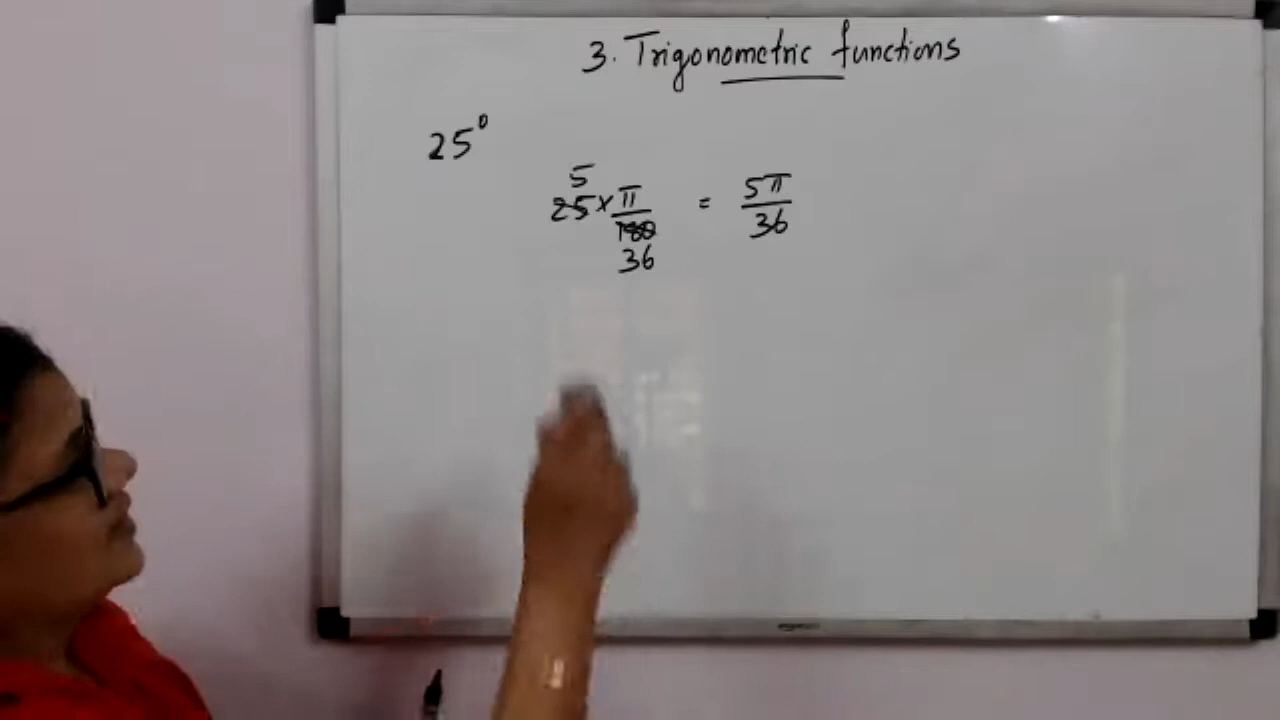 3. Trigonometric functions
25°
5
25 × π/180 = 5π/36
36